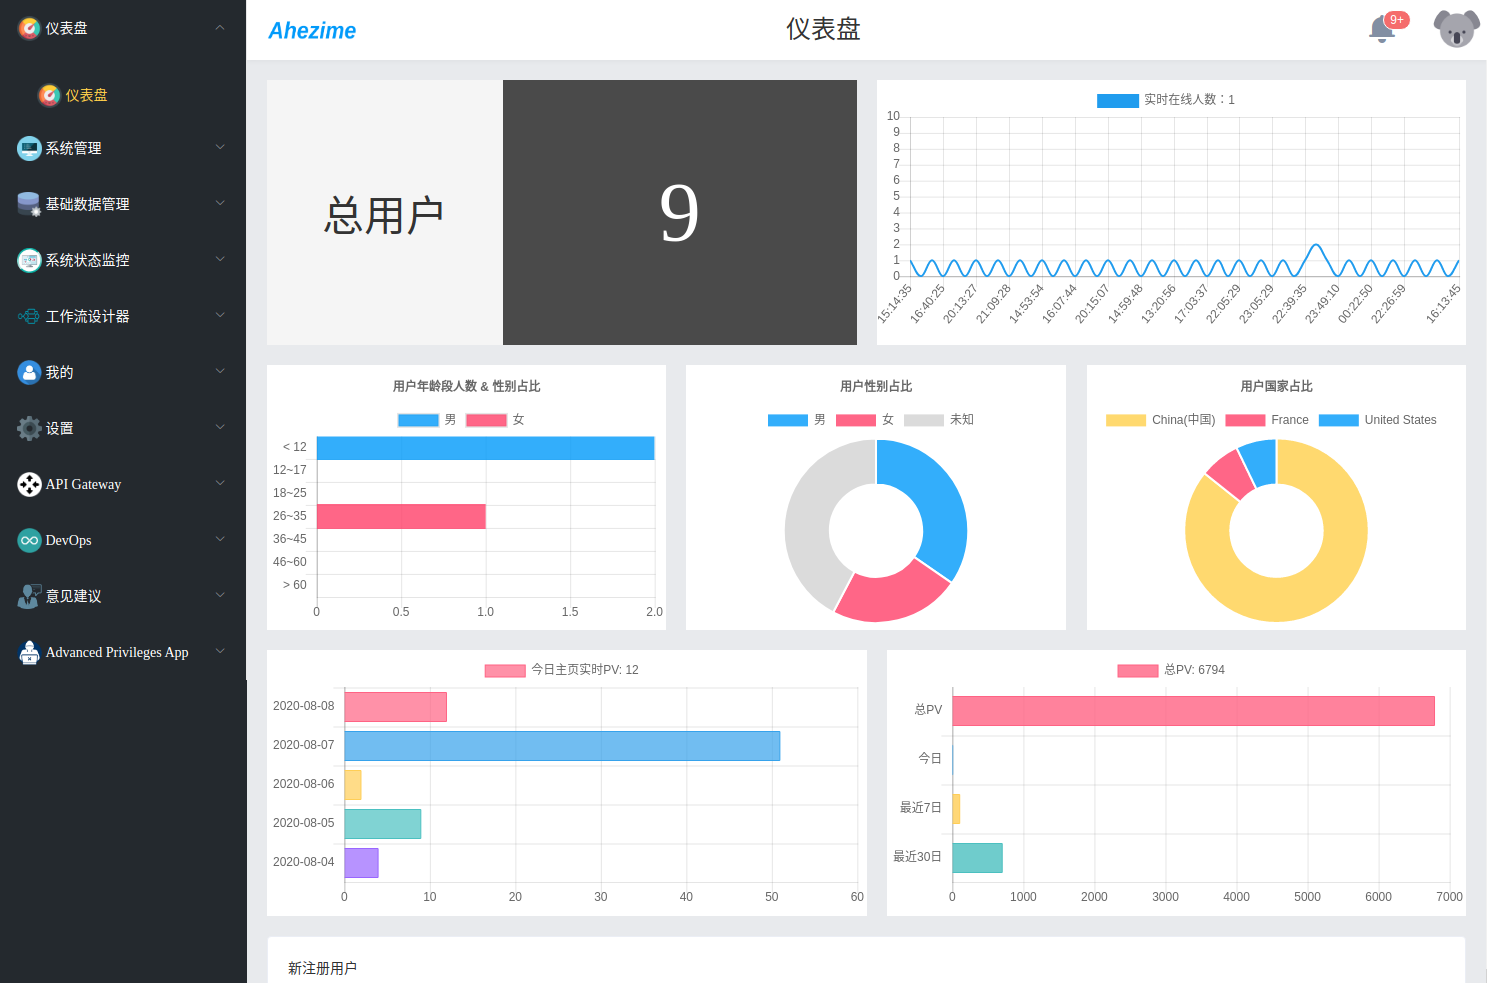 仪表盘
仪表盘
系统管理
基础数据管理
系统状态监控
工作流设计器
我的
设置
API Gateway
DevOps
意见建议
Advanced Privileges App
Ahezime
仪表盘
9+
总用户
9
实时在线人数：1
10
9
8
7
6
5
4
3
2
1
0
15:14:35
16:40:25
20:13:27
21:09:28
14:53:54
16:07:44
20:15:07
14:59:48
13:20:56
17:03:37
22:05:29
23:05:29
22:39:35
23:49:10
00:22:50
22:26:59
16:13:45
用户年龄段人数 & 性别占比
男 女
< 12
12~17
18~25
26~35
36~45
46~60
> 60
0 0.5 1.0 1.5 2.0
用户性别占比
男 女 未知
用户国家占比
China(中国) France United States
今日主页实时PV: 12
2020-08-08
2020-08-07
2020-08-06
2020-08-05
2020-08-04
0 10 20 30 40 50 60
总PV: 6794
总PV
今日
最近7日
最近30日
0 1000 2000 3000 4000 5000 6000 7000
新注册用户